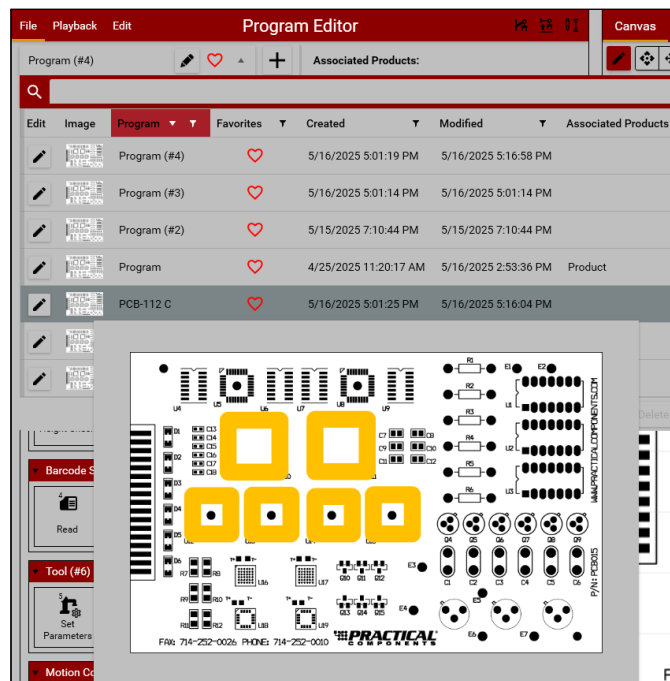 File Playback Edit Program Editor Canvas
Program (#4) Associated Products:
Edit Image Program Favorites Created Modified Associated Products
Program (#4) 5/16/2025 5:01:19 PM 5/16/2025 5:16:58 PM
Program (#3) 5/16/2025 5:01:14 PM 5/16/2025 5:01:14 PM
Program (#2) 5/15/2025 7:10:44 PM 5/15/2025 7:10:44 PM
Program 4/25/2025 11:20:17 AM 5/16/2025 2:53:36 PM Product
PCB-112 C 5/16/2025 5:01:25 PM 5/16/2025 5:16:04 PM
Delete
Barcode S
4
Read
Tool (#6)
5
Set
Parameters
Motion Co
R1
E1 E2
R2
U4 U5 U6 U7 U8 U9
U1
R3
D1 C13
C14
C7 C8
R4
C15
C9 C10
U2
D2 C16
C17
C11 C12
R5
C18
D3
R6
U3
D4
D5
Q4 Q5 Q6 Q7 Q8 Q9
D6
R7 R8 U16 U17 Q10 Q11 Q12 E3
C1 C2 C3 C4 C5 C6
R9 R10
E5
R11 R12 U18 U19 Q13 Q14 Q15 E4
E6 E7
WWW.PRACTICALCOMPONENTS.COM
P/N: PCB015
FAX: 714-252-0026 PHONE: 714-252-0010 PRACTICAL
COMPONENTS